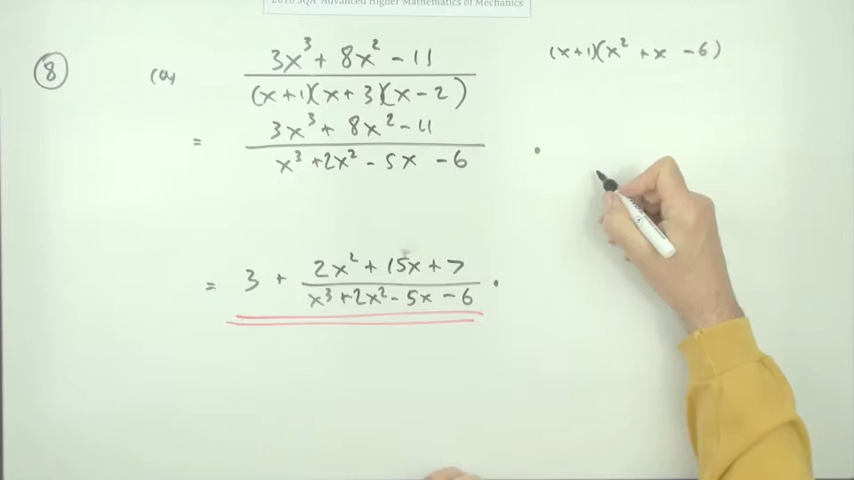 2016 SQA Advanced Higher Mathematics of Mechanics
8 (a) 3x³ + 8x² - 11 (x+1)(x² + x - 6)
(x+1)(x+3)(x-2)
= 3x³ + 8x² - 11
x³ + 2x² - 5x - 6
= 3 + 2x² + 15x + 7
x³ + 2x² - 5x - 6